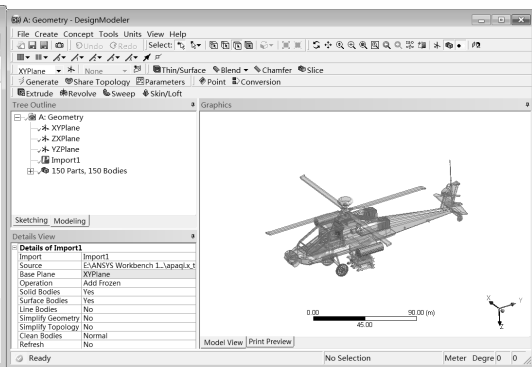 A: Geometry - DesignModeler
File Create Concept Tools Units View Help
Undo Redo Select:
XYPlane None Thin/Surface Blend Chamfer Slice
Generate Share Topology Parameters Point Conversion
Extrude Revolve Sweep Skin/Loft
Tree Outline
A: Geometry
XYPlane
ZXPlane
YZPlane
Import1
150 Parts, 150 Bodies
Sketching Modeling
Details View
Details of Import1
Import Import1
Source E:\ANSYS Workbench 1...\apaqi.x_t
Base Plane XYPlane
Operation Add Frozen
Solid Bodies Yes
Surface Bodies Yes
Line Bodies No
Simplify Geometry No
Simplify Topology No
Clean Bodies Normal
Refresh No
Graphics
0.00 90.00 (m)
45.00
X Y
Z
Model View Print Preview
Ready No Selection Meter Degre 0 0